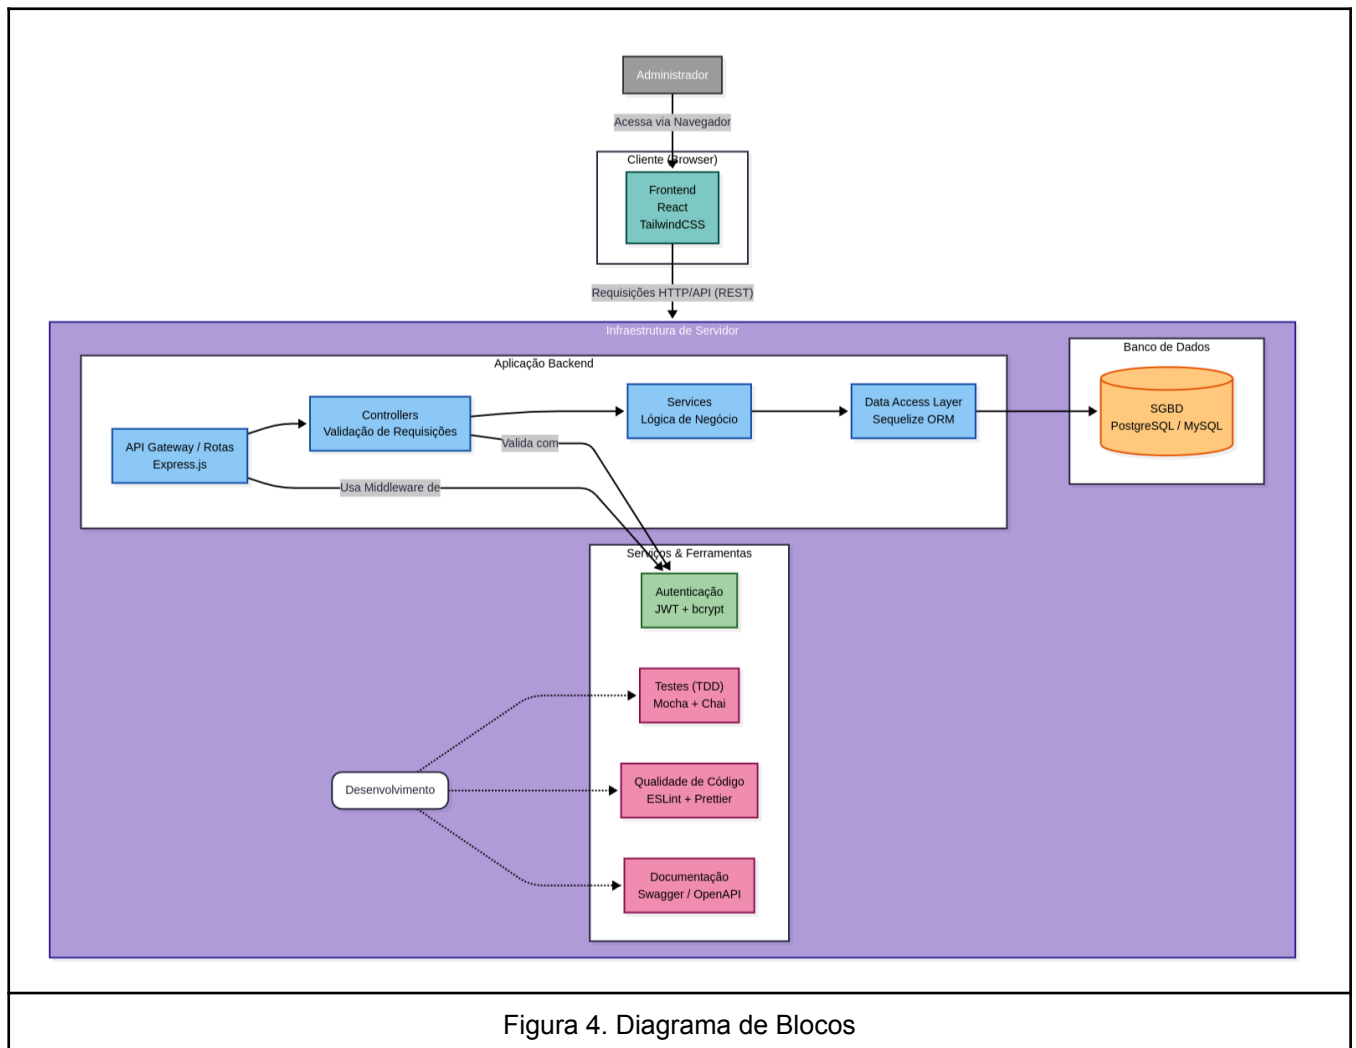 Administrador
Acessa via Navegador
Cliente (Browser)
Frontend
React
TailwindCSS
Requisições HTTP/API (REST)
Infraestrutura de Servidor
Aplicação Backend
Banco de Dados
API Gateway / Rotas
Express.js
Controllers
Validação de Requisições
Services
Lógica de Negócio
Data Access Layer
Sequelize ORM
SGBD
PostgreSQL / MySQL
Valida com
Usa Middleware de
Serviços & Ferramentas
Autenticação
JWT + bcrypt
Testes (TDD)
Mocha + Chai
Desenvolvimento
Qualidade de Código
ESLint + Prettier
Documentação
Swagger / OpenAPI
Figura 4. Diagrama de Blocos